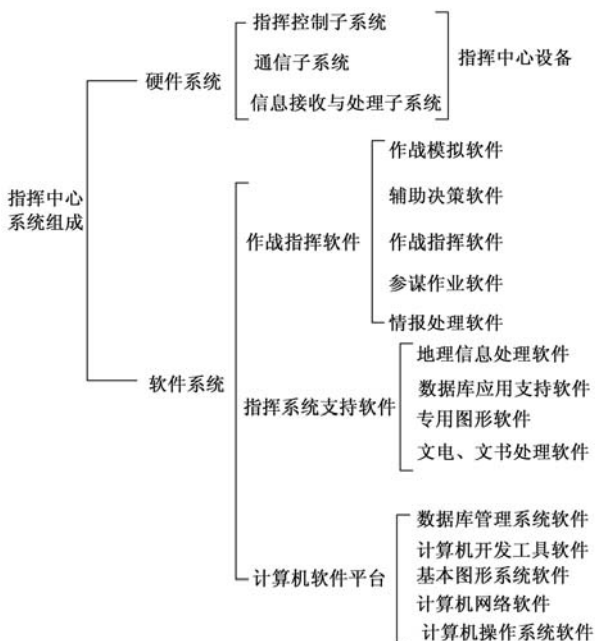 指挥控制子系统
通信子系统
指挥中心设备
硬件系统
信息接收与处理子系统
作战模拟软件
指挥中心
系统组成
辅助决策软件
作战指挥软件
作战指挥软件
参谋作业软件
情报处理软件
地理信息处理软件
软件系统
数据库应用支持软件
指挥系统支持软件
专用图形软件
文电、文书处理软件
数据库管理系统软件
计算机开发工具软件
计算机软件平台
基本图形系统软件
计算机网络软件
计算机操作系统软件